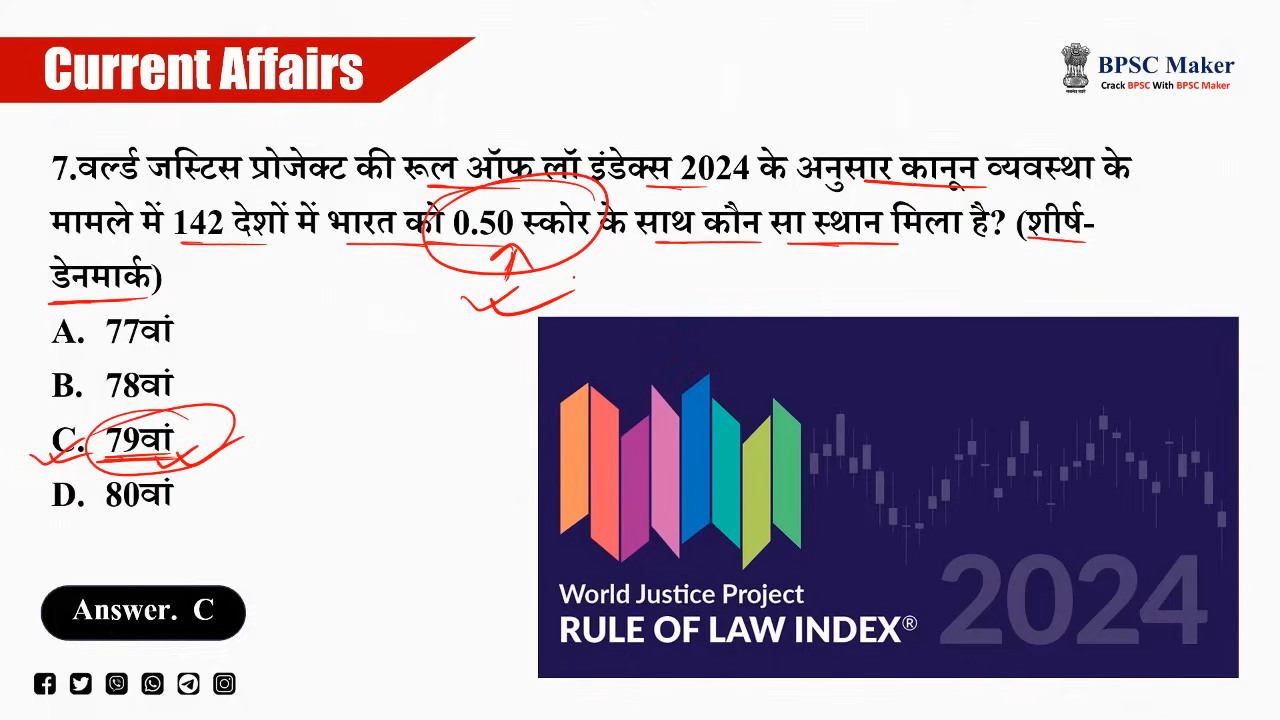 Current Affairs
BPSC Maker
Crack BPSC With BPSC Maker
7.वर्ल्ड जस्टिस प्रोजेक्ट की रूल ऑफ लॉ इंडेक्स 2024 के अनुसार कानून व्यवस्था के
मामले में 142 देशों में भारत को 0.50 स्कोर के साथ कौन सा स्थान मिला है? (शीर्ष-
डेनमार्क)
A. 77वां
B. 78वां
C. 79वां
D. 80वां
Answer. C
World Justice Project
RULE OF LAW INDEX®
2024